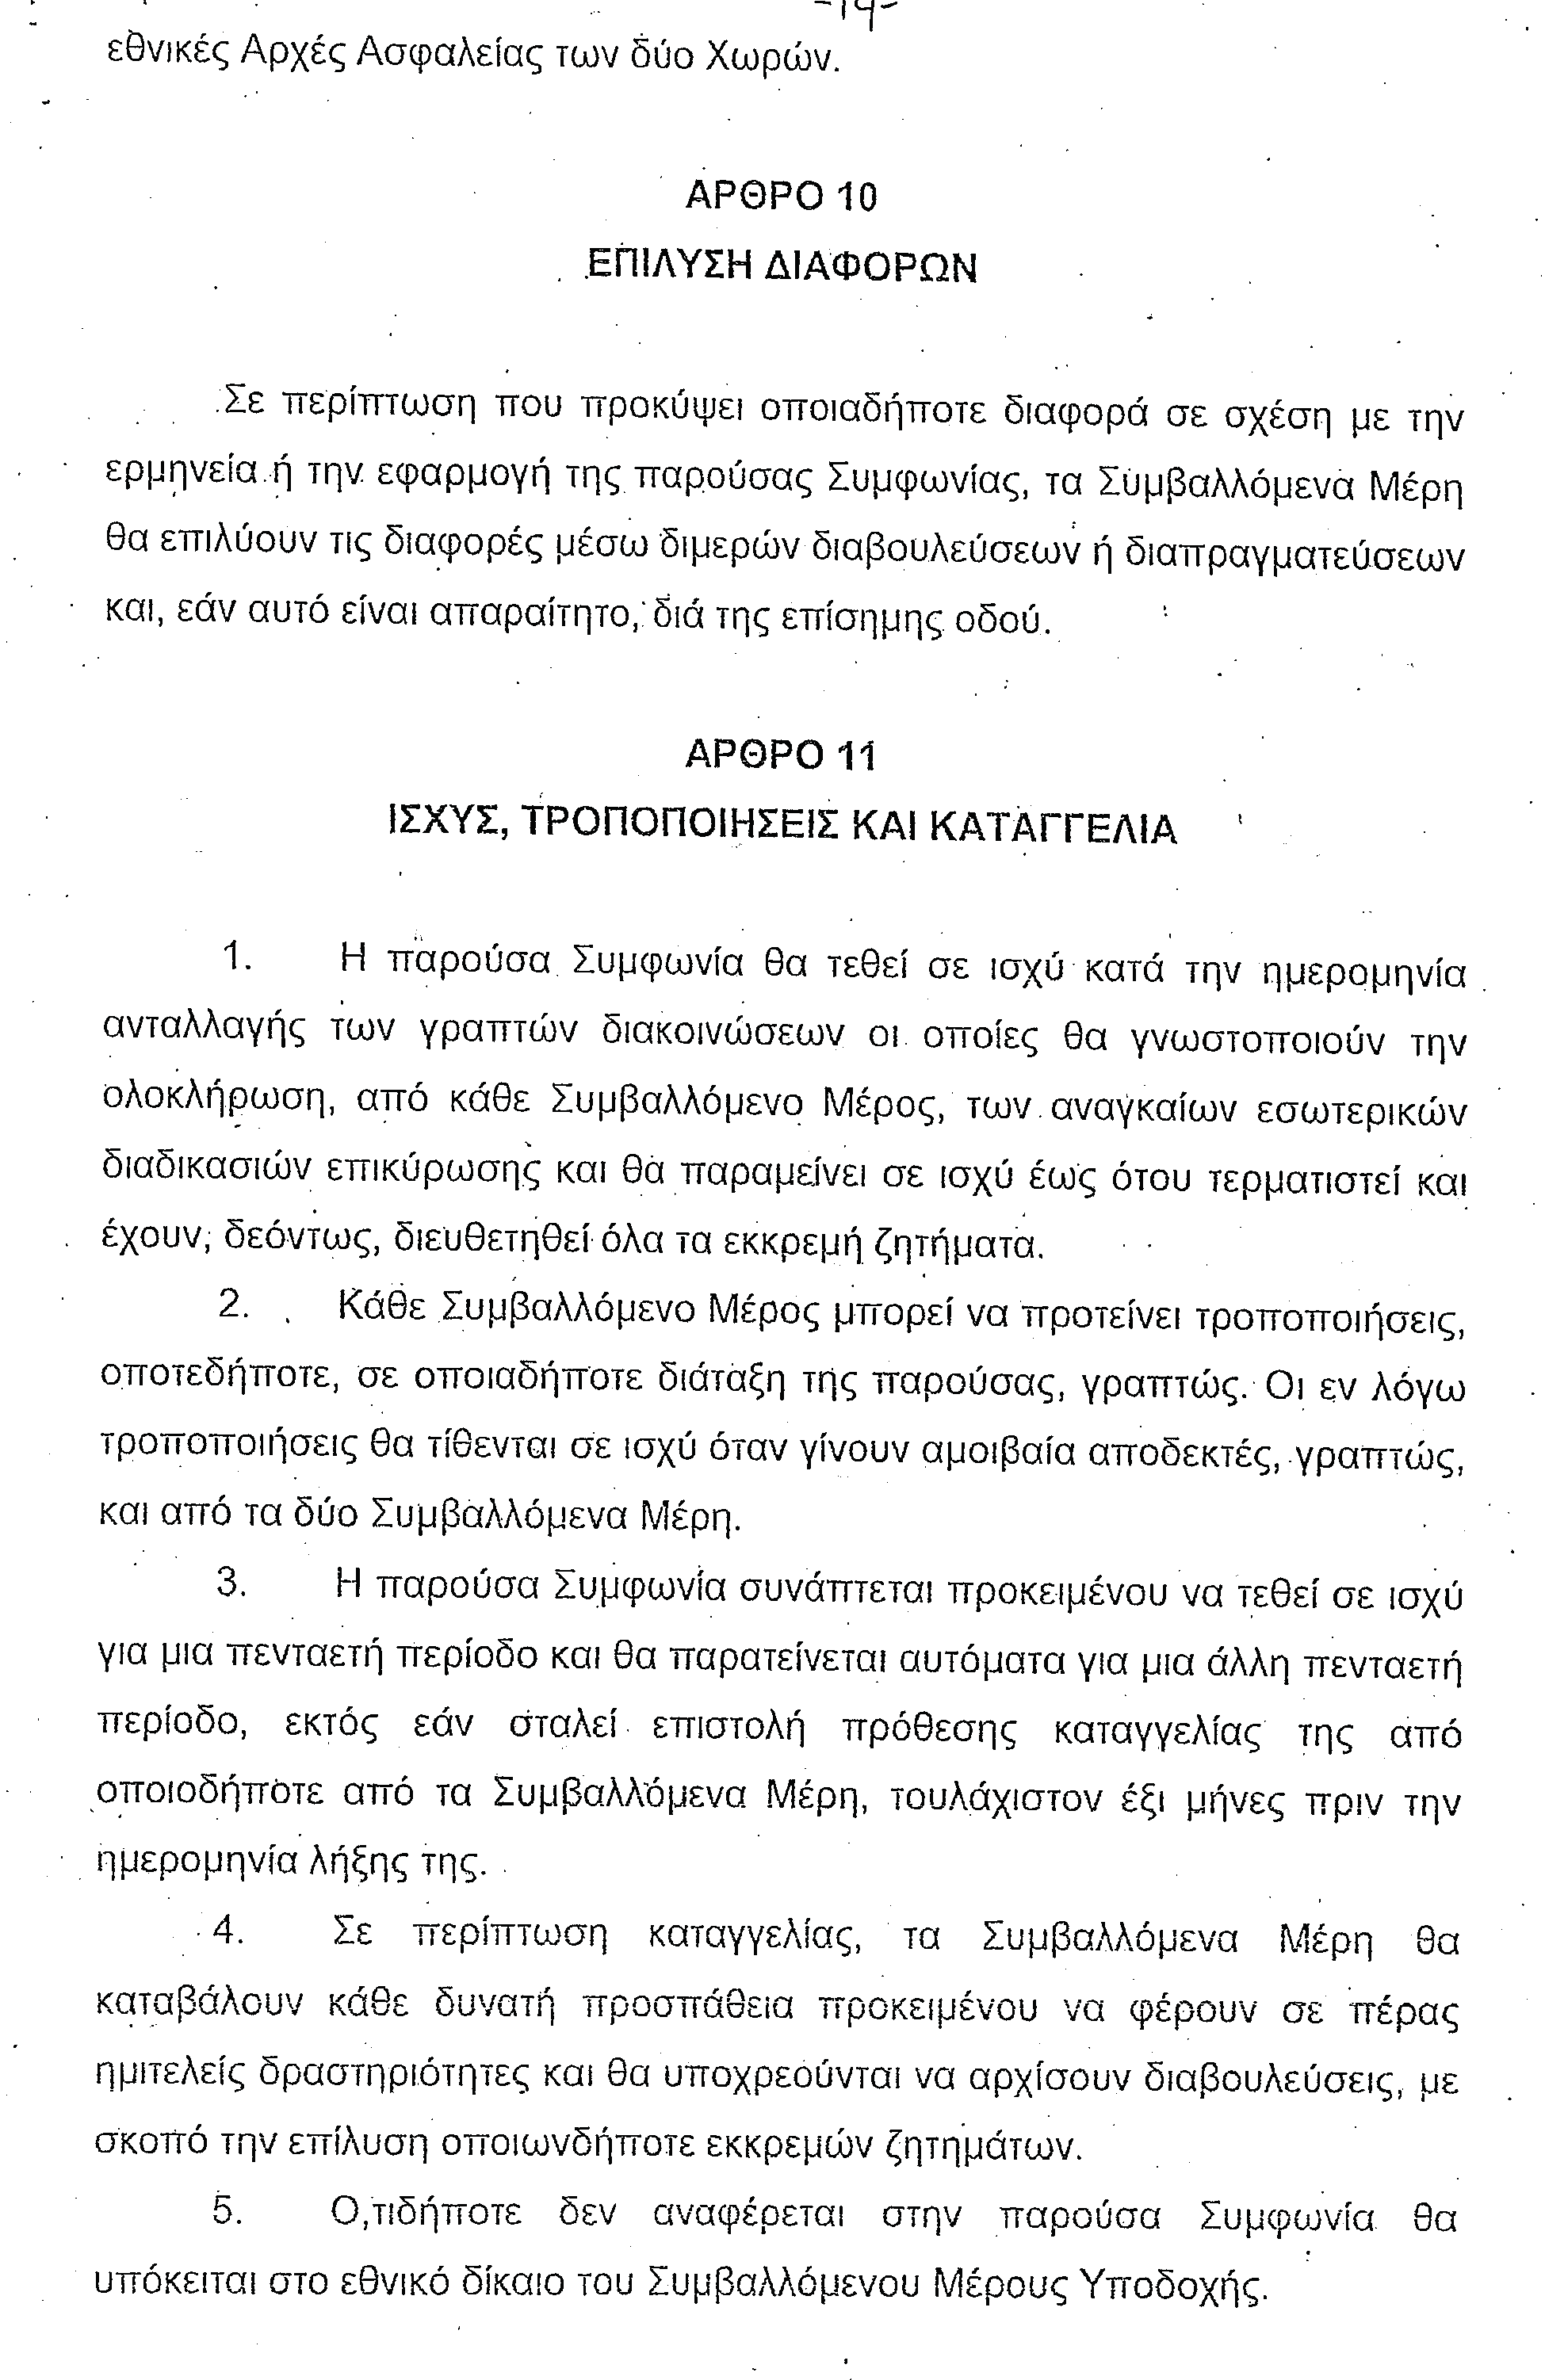 εθνικές Αρχές Ασφαλείας των δύο Χωρών.
ΑΡΘΡΟ 10
ΕΠΙΛΥΣΗ ΔΙΑΦΟΡΩΝ
Σε περίπτωση που προκύψει οποιαδήποτε διαφορά σε σχέση με την
ερμηνεία ή την εφαρμογή της παρούσας Συμφωνίας, τα Συμβαλλόμενα Μέρη
θα επιλύουν τις διαφορές μέσω διμερών διαβουλεύσεων ή διαπραγματεύσεων
και, εάν αυτό είναι απαραίτητο, διά της επίσημης οδού.
ΑΡΘΡΟ 11
ΙΣΧΥΣ, ΤΡΟΠΟΠΟΙΗΣΕΙΣ ΚΑΙ ΚΑΤΑΓΓΕΛΙΑ
1. Η παρούσα Συμφωνία θα τεθεί σε ισχύ κατά την ημερομηνία
ανταλλαγής των γραπτών διακοινώσεων οι οποίες θα γνωστοποιούν την
ολοκλήρωση, από κάθε Συμβαλλόμενο Μέρος, των αναγκαίων εσωτερικών
διαδικασιών επικύρωσης και θα παραμείνει σε ισχύ έως ότου τερματιστεί και
έχουν, δεόντως, διευθετηθεί όλα τα εκκρεμή ζητήματα.
2. Κάθε Συμβαλλόμενο Μέρος μπορεί να προτείνει τροποποιήσεις,
οποτεδήποτε, σε οποιαδήποτε διάταξη της παρούσας, γραπτώς. Οι εν λόγω
τροποποιήσεις θα τίθενται σε ισχύ όταν γίνουν αμοιβαία αποδεκτές, γραπτώς,
και από τα δύο Συμβαλλόμενα Μέρη.
3. Η παρούσα Συμφωνία συνάπτεται προκειμένου να τεθεί σε ισχύ
για μια πενταετή περίοδο και θα παρατείνεται αυτόματα για μια άλλη πενταετή
περίοδο, εκτός εάν σταλεί επιστολή πρόθεσης καταγγελίας της από
οποιοδήποτε από τα Συμβαλλόμενα Μέρη, τουλάχιστον έξι μήνες πριν την
ημερομηνία λήξης της.
4. Σε περίπτωση καταγγελίας, τα Συμβαλλόμενα Μέρη θα
καταβάλουν κάθε δυνατή προσπάθεια προκειμένου να φέρουν σε πέρας
ημιτελείς δραστηριότητες και θα υποχρεούνται να αρχίσουν διαβουλεύσεις, με
σκοπό την επίλυση οποιωνδήποτε εκκρεμών ζητημάτων.
5. Ο,τιδήποτε δεν αναφέρεται στην παρούσα Συμφωνία θα
υπόκειται στο εθνικό δίκαιο του Συμβαλλόμενου Μέρους Υποδοχής.